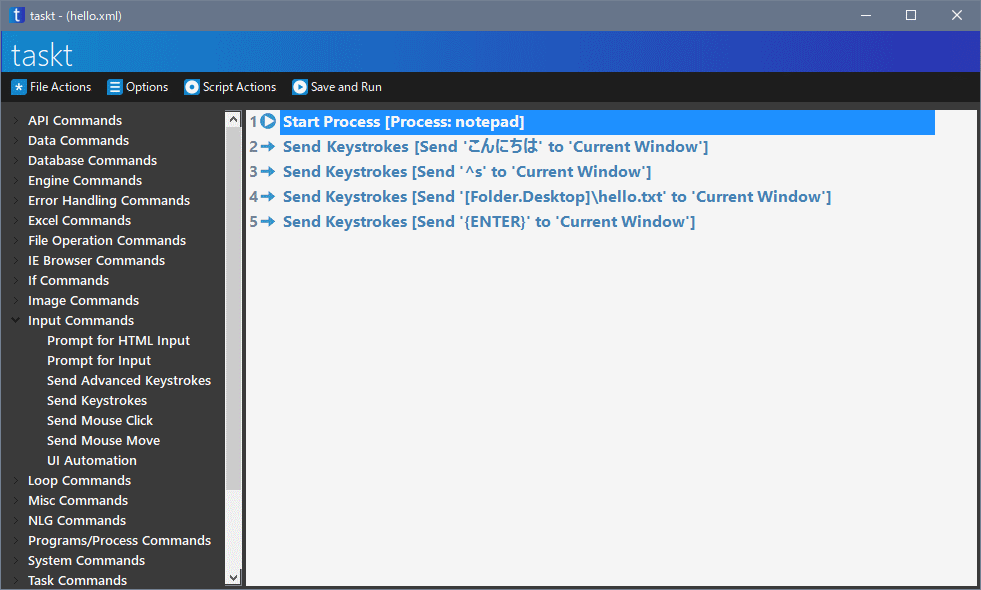 taskt - (hello.xml)
taskt
File Actions Options Script Actions Save and Run
API Commands
Data Commands
Database Commands
Engine Commands
Error Handling Commands
Excel Commands
File Operation Commands
IE Browser Commands
If Commands
Image Commands
Input Commands
Prompt for HTML Input
Prompt for Input
Send Advanced Keystrokes
Send Keystrokes
Send Mouse Click
Send Mouse Move
UI Automation
Loop Commands
Misc Commands
NLG Commands
Programs/Process Commands
System Commands
Task Commands
1 Start Process [Process: notepad]
2 Send Keystrokes [Send 'こんにちは' to 'Current Window']
3 Send Keystrokes [Send '^s' to 'Current Window']
4 Send Keystrokes [Send '[Folder.Desktop]\hello.txt' to 'Current Window']
5 Send Keystrokes [Send '{ENTER}' to 'Current Window']